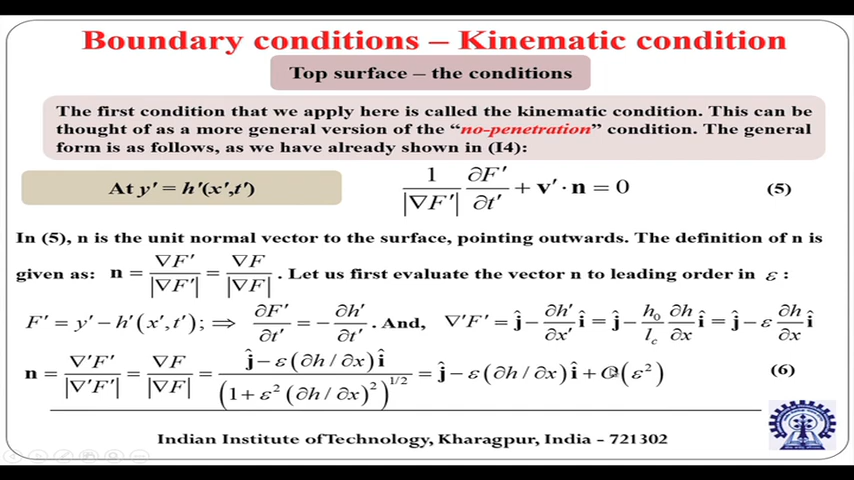 Boundary conditions – Kinematic condition
Top surface – the conditions
The first condition that we apply here is called the kinematic condition. This can be
thought of as a more general version of the “no-penetration” condition. The general
form is as follows, as we have already shown in (I4):
At y′ = h′(x′,t′)
1/|∇F′| ∂F′/∂t′ + v′ · n = 0 (5)
In (5), n is the unit normal vector to the surface, pointing outwards. The definition of n is
given as: n = ∇F′/|∇F′| = ∇F/|∇F| . Let us first evaluate the vector n to leading order in ε :
F′ = y′ − h′(x′,t′); ⇒ ∂F′/∂t′ = − ∂h′/∂t′ . And, ∇′F′ = ĵ − ∂h′/∂x′ î = ĵ − h₀/l_c ∂h/∂x î = ĵ − ε ∂h/∂x î
n = ∇′F′/|∇′F′| = ∇F/|∇F| = (ĵ − ε(∂h/∂x)î)/(1 + ε²(∂h/∂x)²)^1/2 = ĵ − ε(∂h/∂x)î + O(ε²) (6)
Indian Institute of Technology, Kharagpur, India - 721302